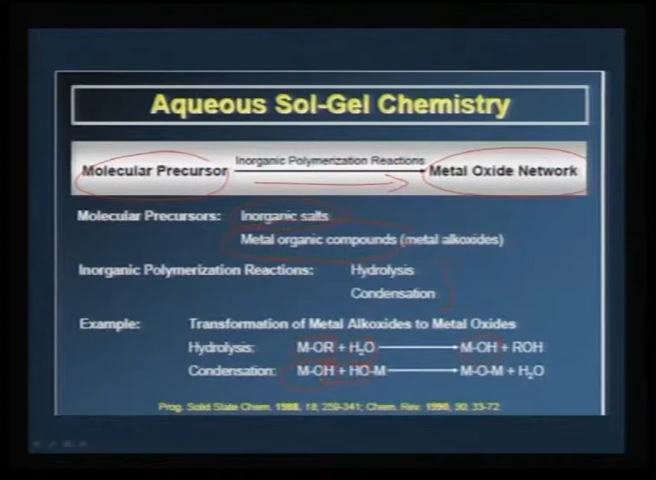 Aqueous Sol-Gel Chemistry
Molecular Precursor Inorganic Polymerization Reactions Metal Oxide Network
Molecular Precursors: Inorganic salts
Metal organic compounds (metal alkoxides)
Inorganic Polymerization Reactions: Hydrolysis
Condensation
Example: Transformation of Metal Alkoxides to Metal Oxides
Hydrolysis: M-OR + H₂O → M-OH + ROH
Condensation: M-OH + HO-M → M-O-M + H₂O
Prog. Solid State Chem. 1988, 18, 259-341; Chem. Rev. 1990, 90, 33-72